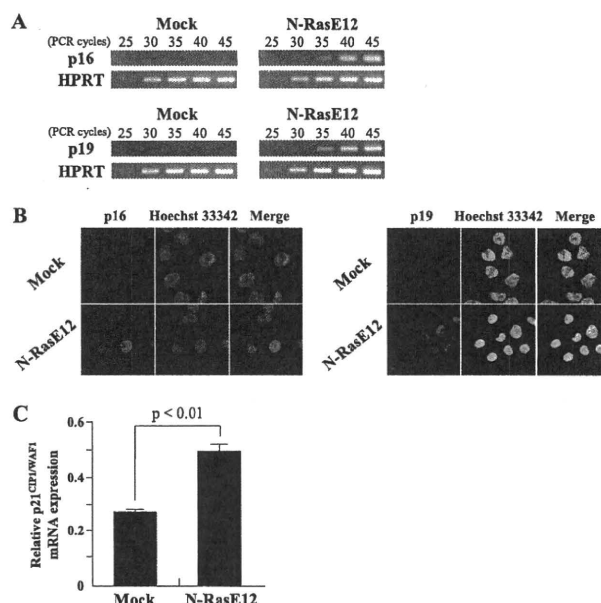 A
Mock
N-RasE12
(PCR cycles) 25 30 35 40 45
25 30 35 40 45
p16
HPRT
Mock
N-RasE12
(PCR cycles) 25 30 35 40 45
25 30 35 40 45
p19
HPRT
B
p16 Hoechst 33342 Merge
p19 Hoechst 33342 Merge
Mock
N-RasE12
Mock
N-RasE12
C
p < 0.01
Relative p21CIP1/WAF1
mRNA expression
0.6
0.4
0.2
0
Mock
N-RasE12